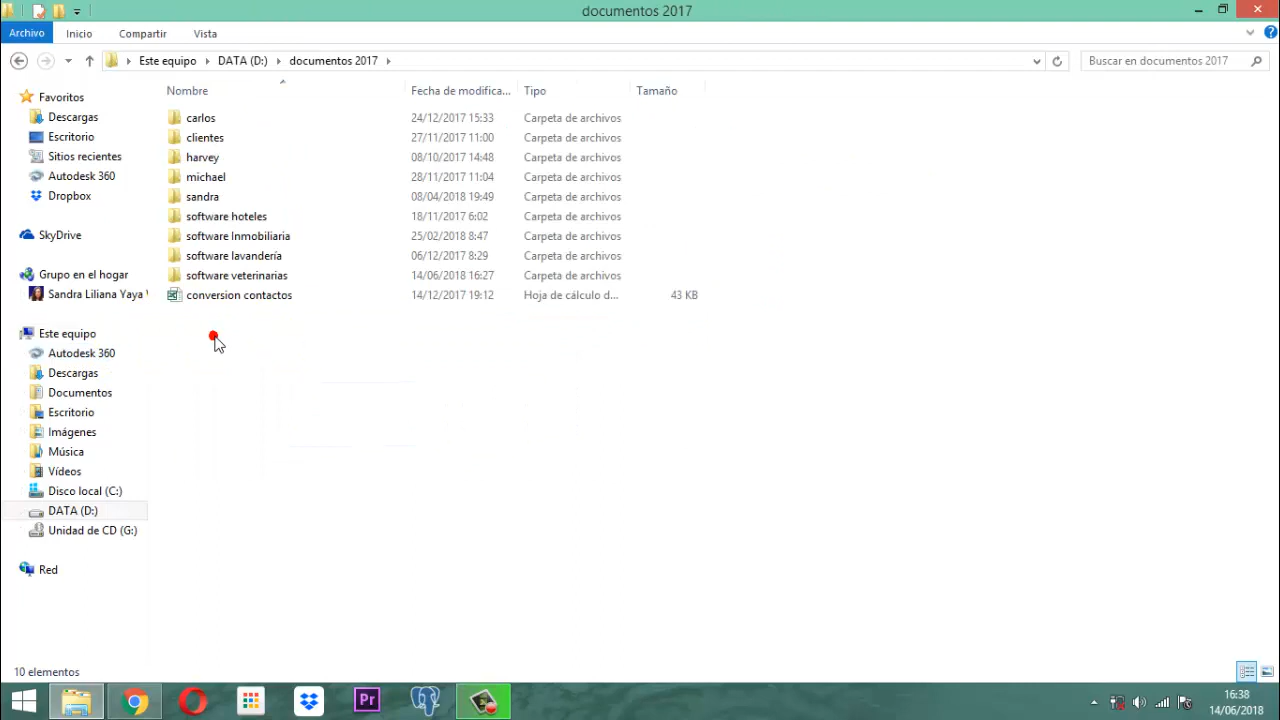 documentos 2017
Archivo Inicio Compartir Vista
Este equipo DATA (D:) documentos 2017 Buscar en documentos 2017
Nombre Fecha de modifica... Tipo Tamaño
carlos 24/12/2017 15:33 Carpeta de archivos
clientes 27/11/2017 11:00 Carpeta de archivos
harvey 08/10/2017 14:48 Carpeta de archivos
michael 28/11/2017 11:04 Carpeta de archivos
sandra 08/04/2018 19:49 Carpeta de archivos
software hoteles 18/11/2017 6:02 Carpeta de archivos
software Inmobiliaria 25/02/2018 8:47 Carpeta de archivos
software lavandería 06/12/2017 8:29 Carpeta de archivos
software veterinarias 14/06/2018 16:27 Carpeta de archivos
conversion contactos 14/12/2017 19:12 Hoja de cálculo d... 43 KB
Favoritos
Descargas
Escritorio
Sitios recientes
Autodesk 360
Dropbox
SkyDrive
Grupo en el hogar
Sandra Liliana Yaya
Este equipo
Autodesk 360
Descargas
Documentos
Escritorio
Imágenes
Música
Vídeos
Disco local (C:)
DATA (D:)
Unidad de CD (G:)
Red
10 elementos
Pr
16:38
14/06/2018